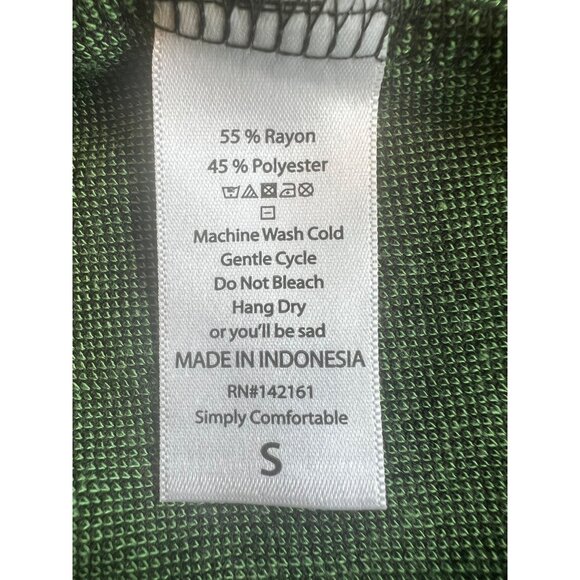 55 % Rayon
45 % Polyester
Machine Wash Cold
Gentle Cycle
Do Not Bleach
Hang Dry
or you'll be sad
MADE IN INDONESIA
RN#142161
Simply Comfortable
S